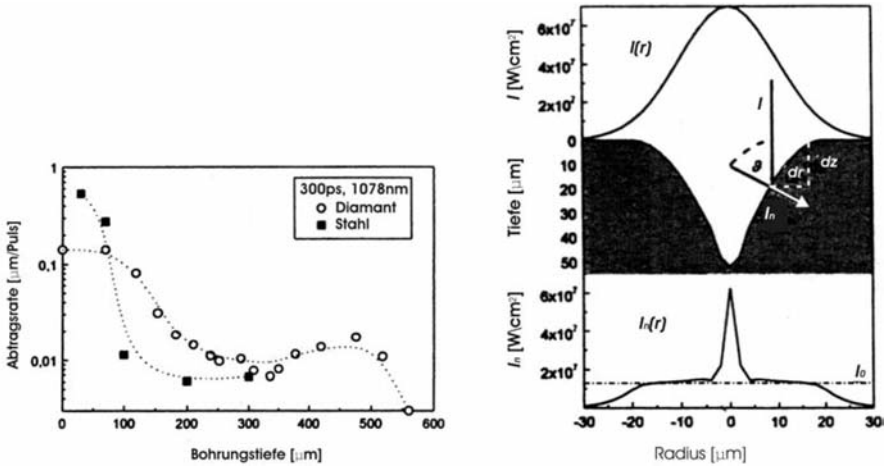 1
0,1
0,01
Abtragsrate [µm/Puls]
300ps, 1078nm
Diamant
Stahl
0 100 200 300 400 500 600
Bohrungstiefe [µm]
6x10⁷
4x10⁷
2x10⁷
0
I [W\cm²]
I(r)
I
10
20
30
40
50
Tiefe [µm]
ϑ
dr
dz
Iₙ
6x10⁷
4x10⁷
2x10⁷
Iₙ [W\cm²]
Iₙ(r)
I₀
-30 -20 -10 0 10 20 30
Radius [µm]